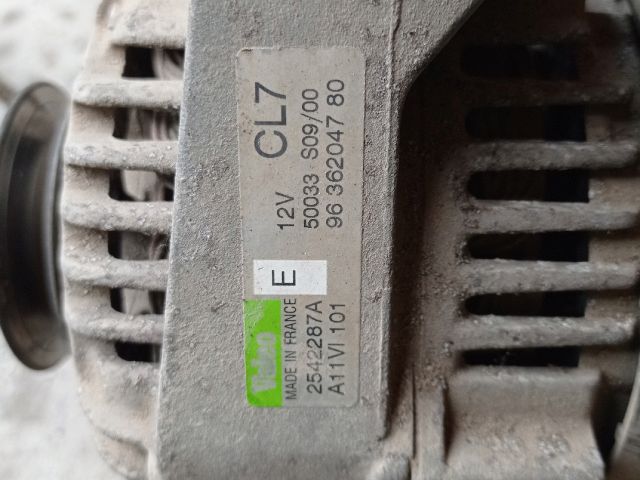 Valeo
MADE IN FRANCE E
2542287A 12V CL7
A11VI 101 50033 S09/00
96 362047 80